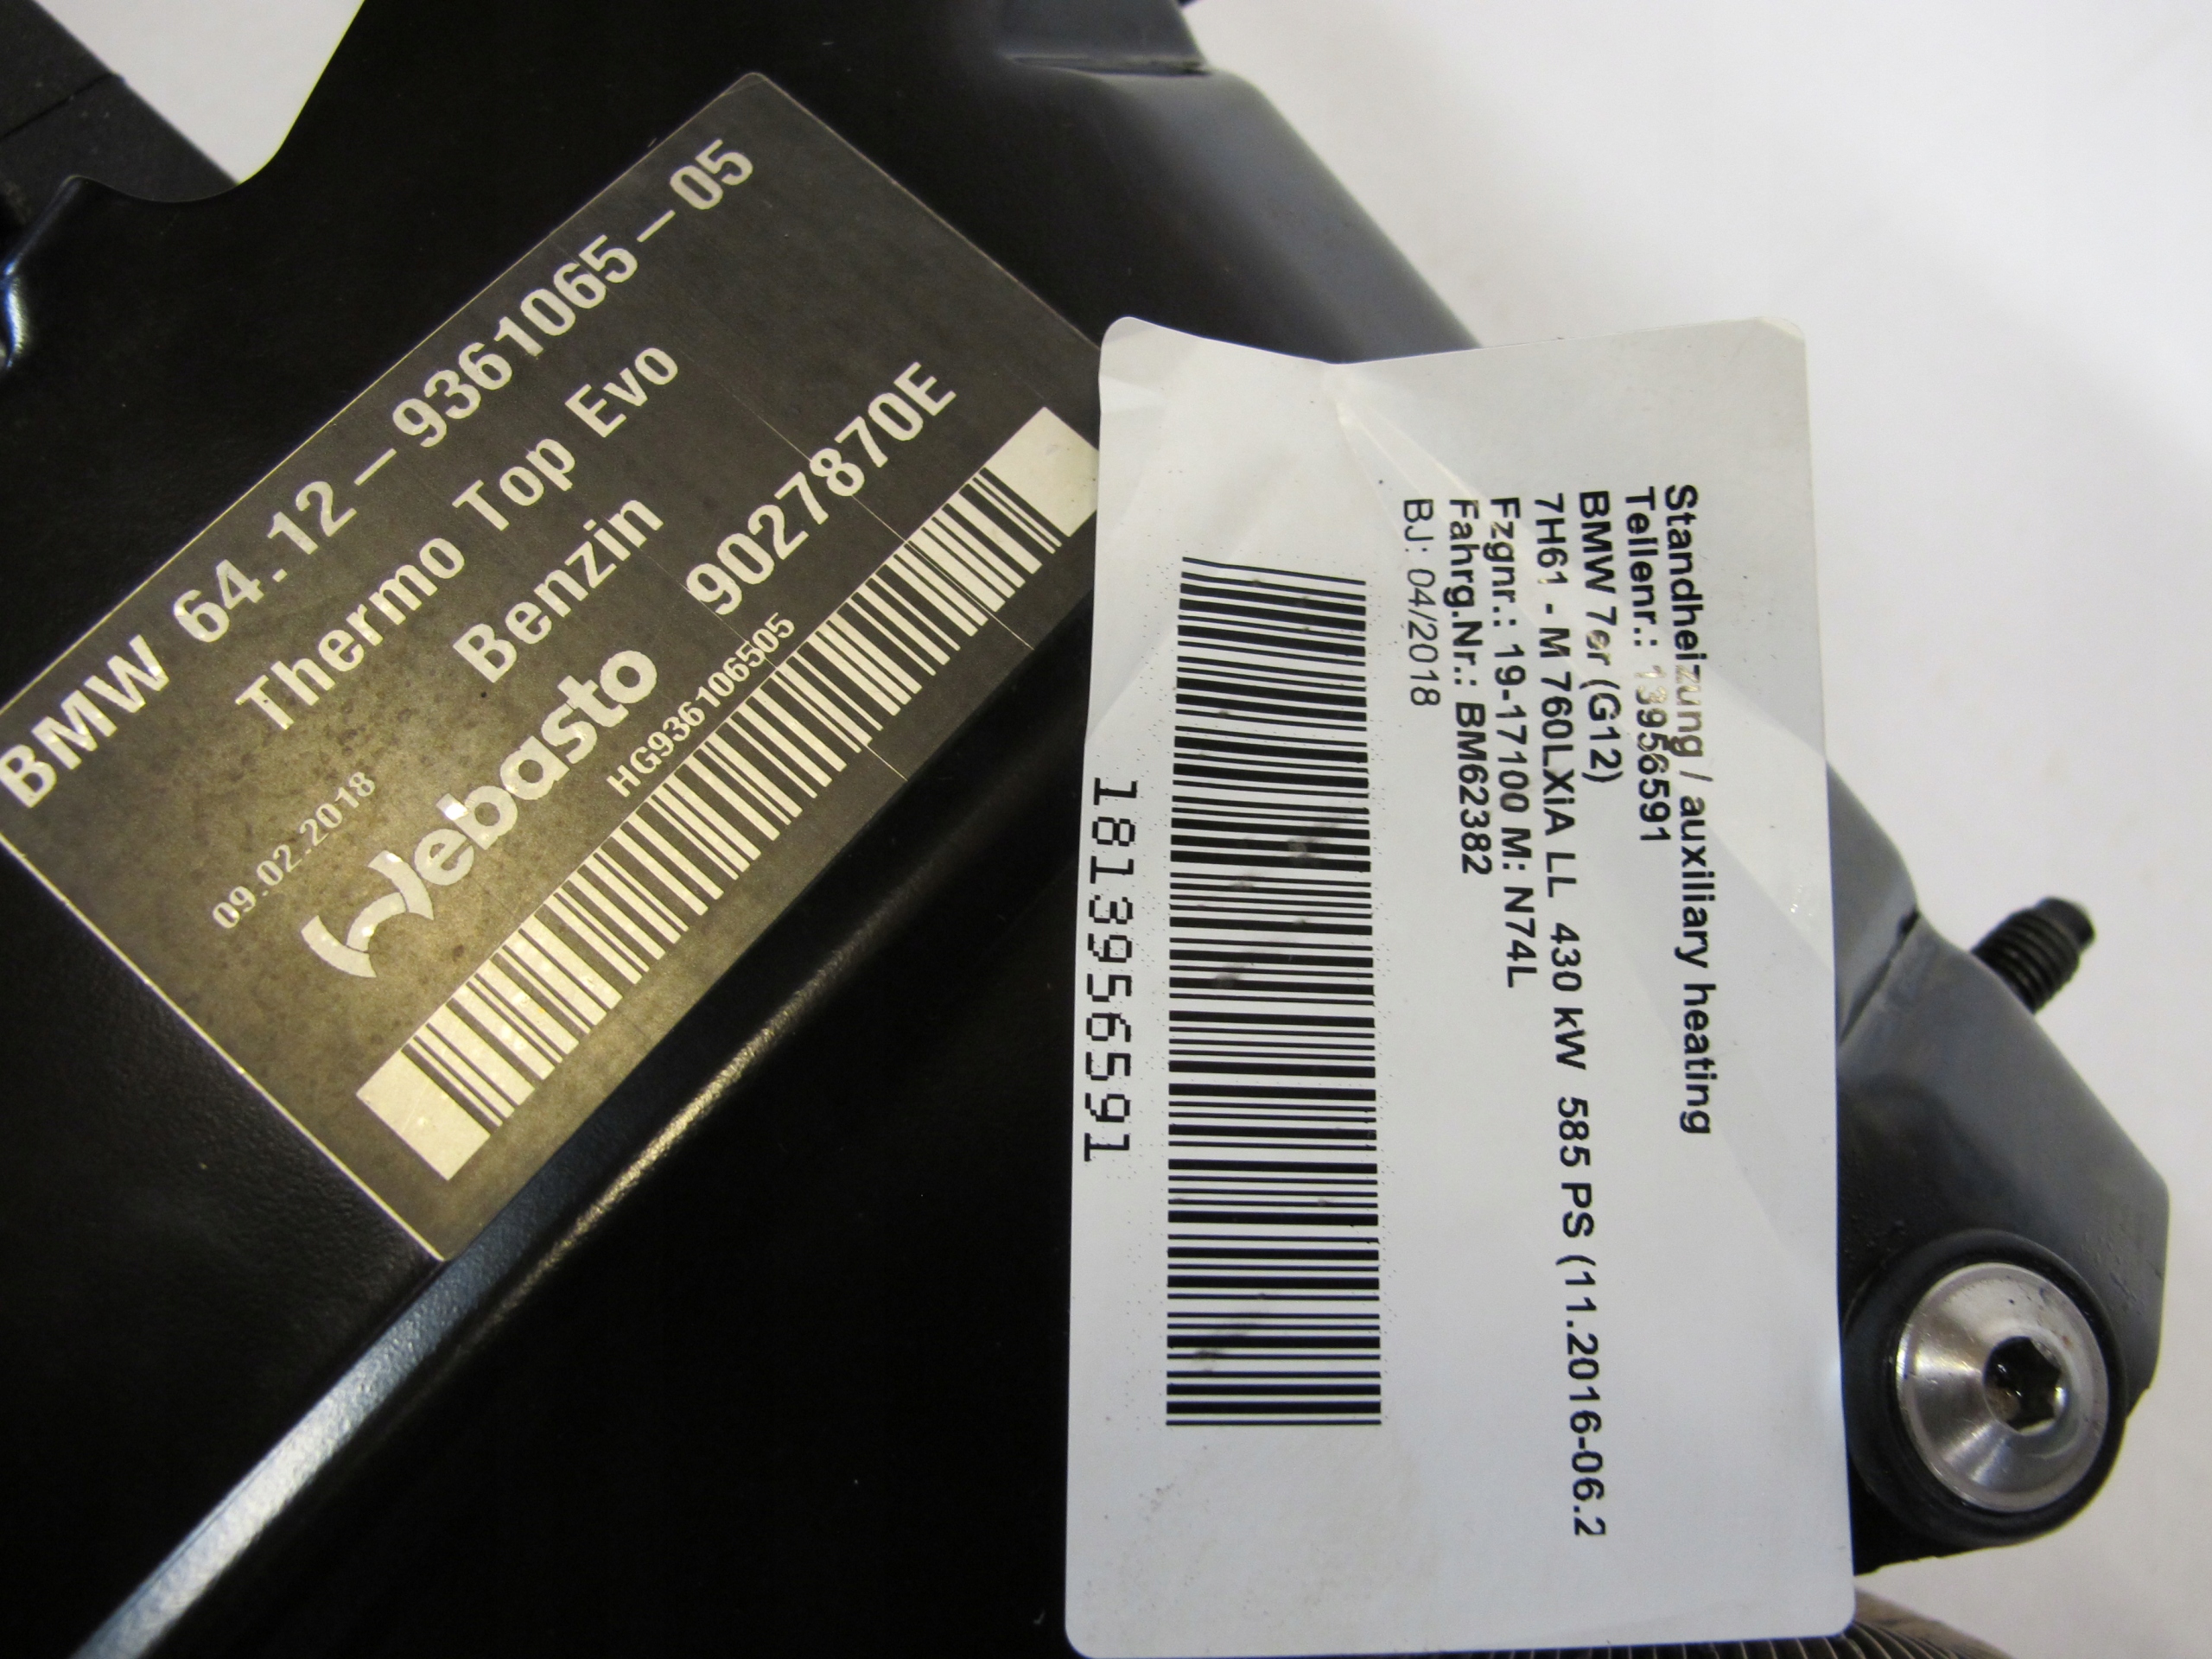 BMW 64.12-9361065-05
Thermo Top Evo
Benzin
09.02.2018
Webasto 9027870E
HG936106505
Standheizung / auxiliary heating
Teilenr.: 13956591
BMW 7er (G12)
7H61 - M 760LXiA LL 430 kW 585 PS (11.2016-06.2
Fzgnr.: 19-17100 M: N74L
Fahrg.Nr.: BM62382
BJ: 04/2018
1813956591